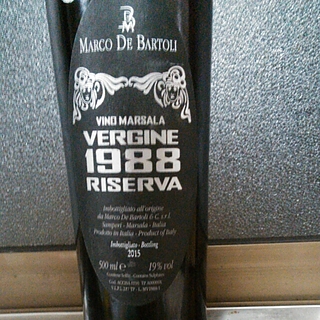 MARCO DE BARTOLI
VINO MARSALA
VERGINE
1988
RISERVA
Imbottigliato all'origine
da Marco De Bartoli & C. s.r.l.
Samperi - Marsala - Italia
Prodotto in Italia - Product of Italy
Imbottigliato - Bottling
2015
500 ml e 19% vol